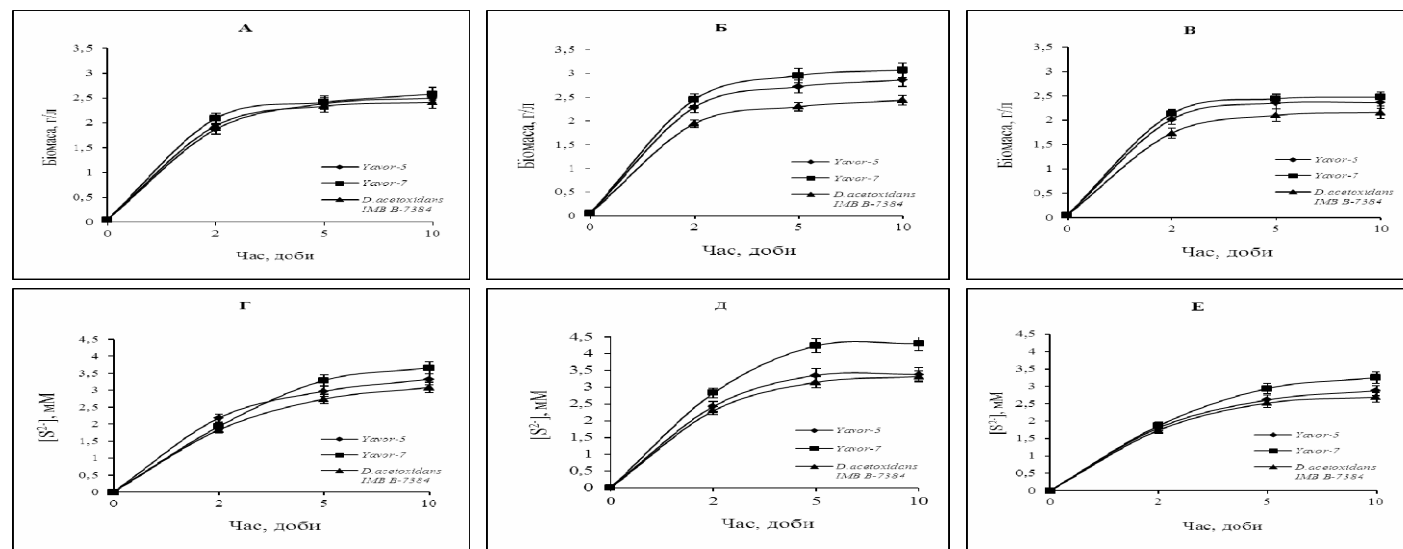 А
3,5
3
2,5
2
1,5
1
0,5
0
Біомаса, г/л
0 2 5 10
Час, доби
Yavor-5
Yavor-7
D.acetoxidans
IMB B-7384
Б
3,5
3
2,5
2
1,5
1
0,5
0
Біомаса, г/л
0 2 5 10
Час, доби
Yavor-5
Yavor-7
D.acetoxidans
IMB B-7384
В
3,5
3
2,5
2
1,5
1
0,5
0
Біомаса, г/л
0 2 5 10
Час, доби
Yavor-5
Yavor-7
D.acetoxidans
IMB B-7384
Г
4,5
4
3,5
3
2,5
2
1,5
1
0,5
0
[S²⁻], мМ
0 2 5 10
Час, доби
Yavor-5
Yavor-7
D.acetoxidans
IMB B-7384
Д
4,5
4
3,5
3
2,5
2
1,5
1
0,5
0
[S²⁻], мМ
0 2 5 10
Час, доби
Yavor-5
Yavor-7
D.acetoxidans
IMB B-7384
Е
4,5
4
3,5
3
2,5
2
1,5
1
0,5
0
[S²⁻], мМ
0 2 5 10
Час, доби
Yavor-5
Yavor-7
D.acetoxidans
IMB B-7384